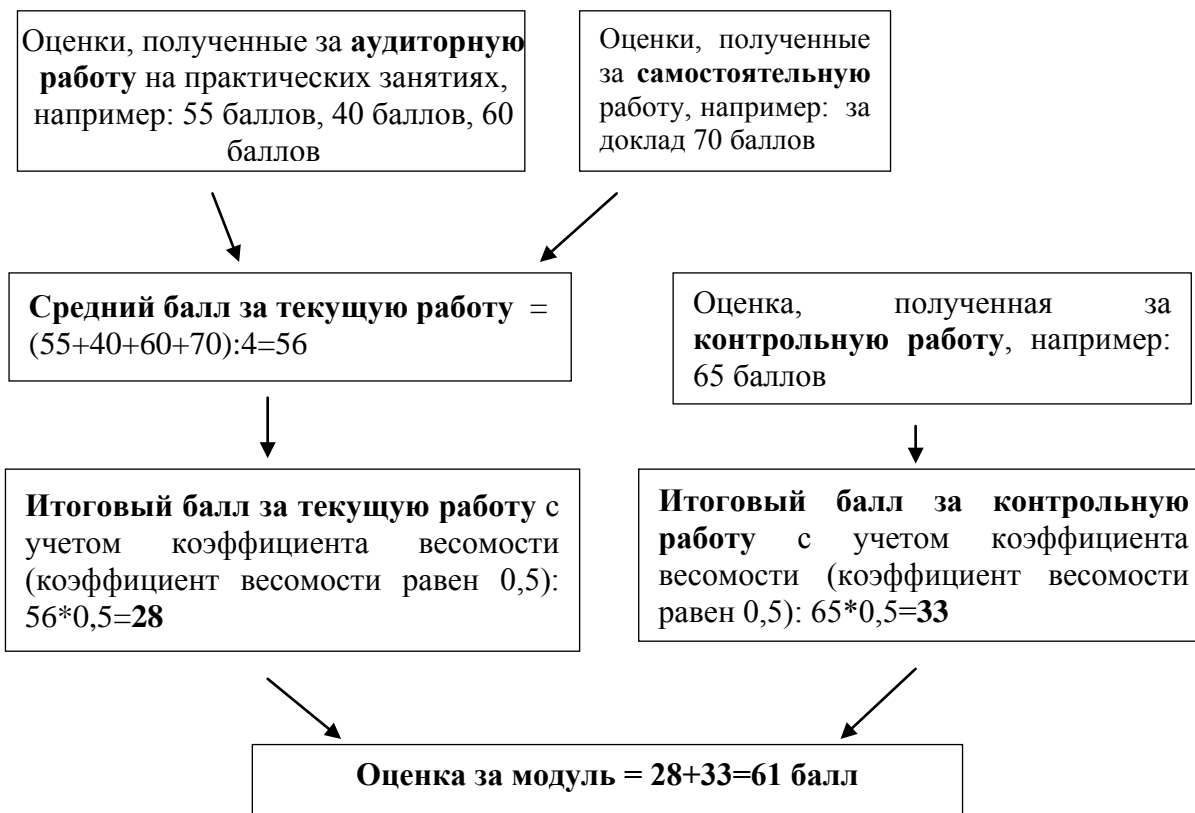 Оценки, полученные за аудиторную
работу на практических занятиях,
например: 55 баллов, 40 баллов, 60
баллов
Оценки, полученные
за самостоятельную
работу, например: за
доклад 70 баллов
Средний балл за текущую работу =
(55+40+60+70):4=56
Оценка, полученная за
контрольную работу, например:
65 баллов
Итоговый балл за текущую работу с
учетом коэффициента весомости
(коэффициент весомости равен 0,5):
56*0,5=28
Итоговый балл за контрольную
работу с учетом коэффициента
весомости (коэффициент весомости
равен 0,5): 65*0,5=33
Оценка за модуль = 28+33=61 балл